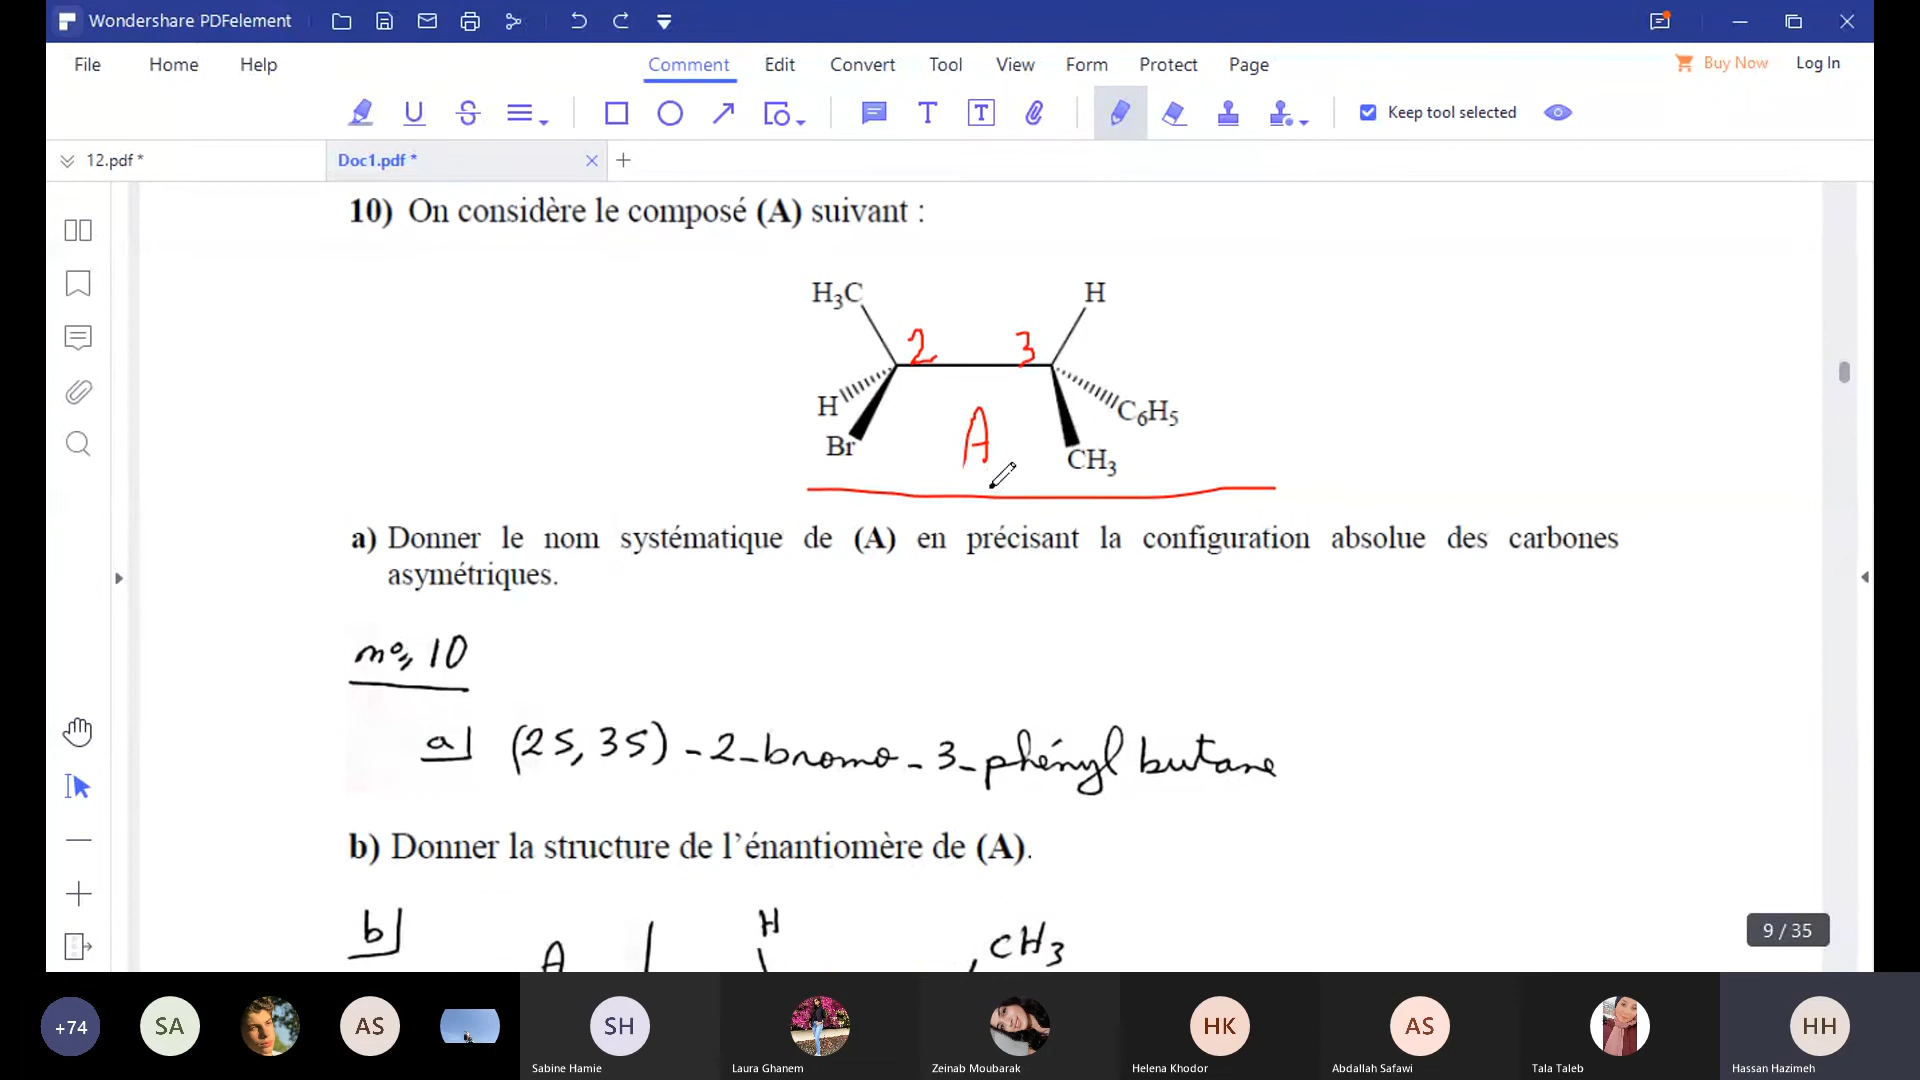 Wondershare PDFelement
File Home Help Comment Edit Convert Tool View Form Protect Page Buy Now Log In
Keep tool selected
12.pdf * Doc1.pdf *
10) On considère le composé (A) suivant :
H₃C H
2 3
H C₆H₅
A
Br CH₃
a) Donner le nom systématique de (A) en précisant la configuration absolue des carbones
asymétriques.
nº, 10
a) (2S, 3S) - 2-bromo-3-phényl butane
b) Donner la structure de l’énantiomère de (A).
b) A H CH₃
9 / 35
+74 SA AS SH HK AS HH
Sabine Hamie Laura Ghanem Zeinab Moubarak Helena Khodor Abdallah Safawi Tala Taleb Hassan Hazimeh